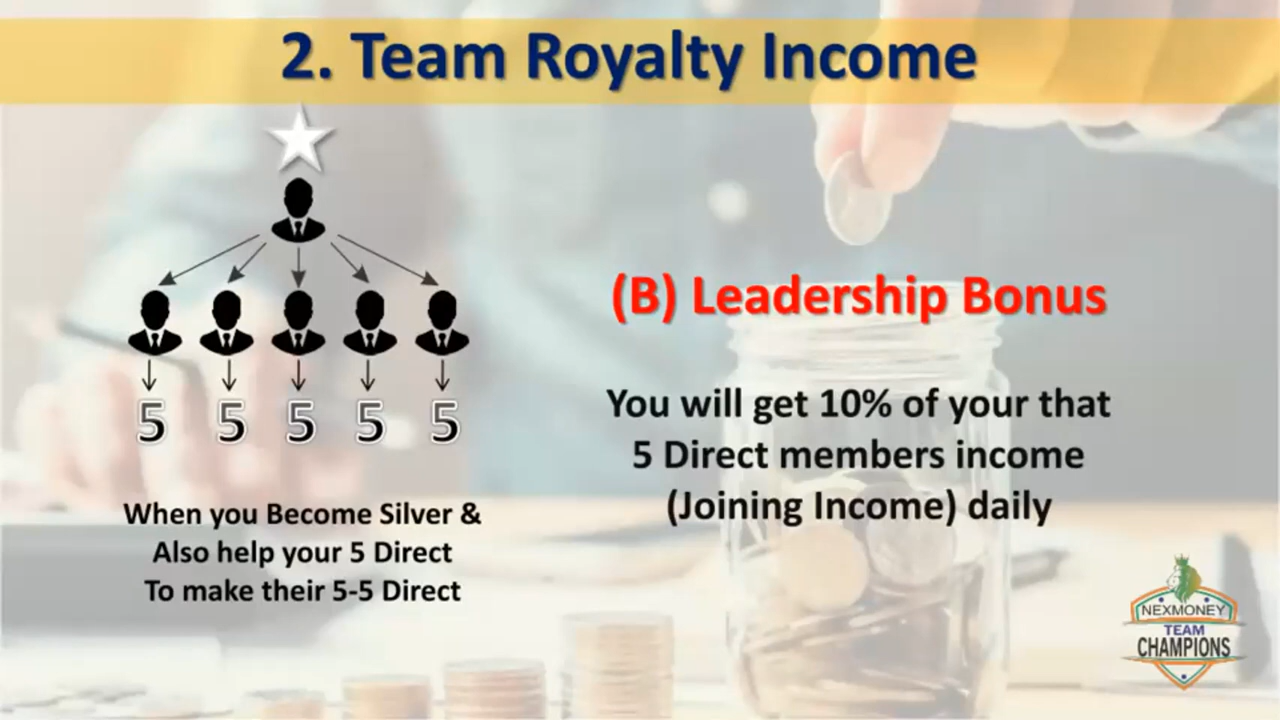 2. Team Royalty Income
5 5 5 5 5
When you Become Silver &
Also help your 5 Direct
To make their 5-5 Direct
(B) Leadership Bonus
You will get 10% of your that
5 Direct members income
(Joining Income) daily
NEXMONEY
TEAM
CHAMPIONS